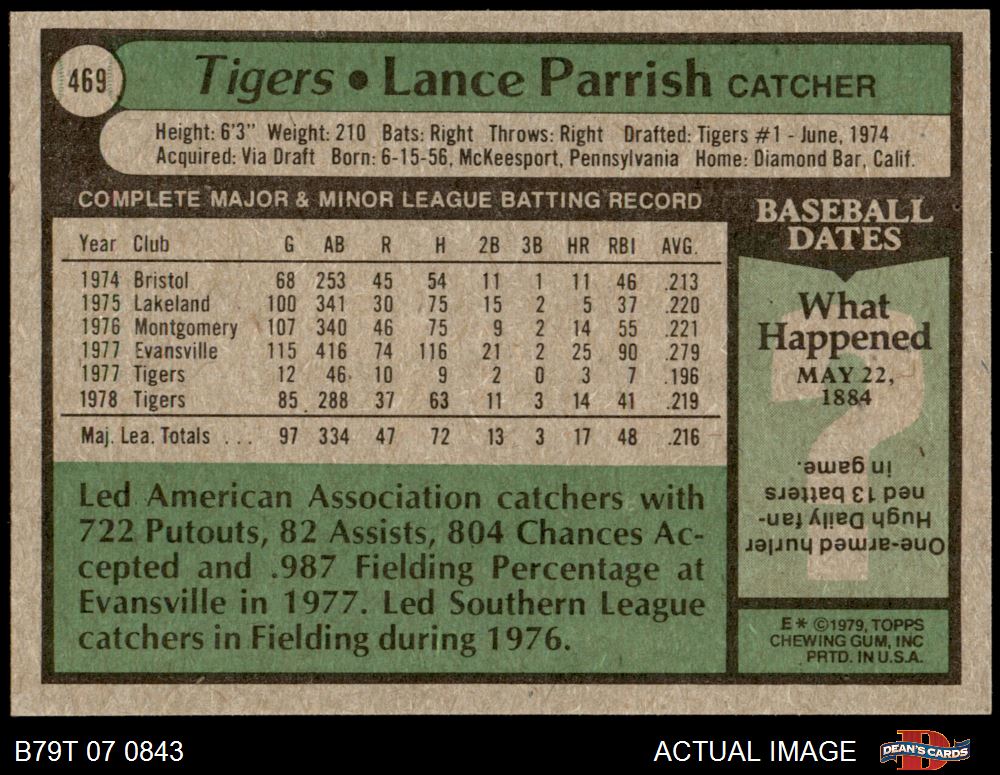 469
Tigers • Lance Parrish CATCHER
Height: 6'3" Weight: 210 Bats: Right Throws: Right Drafted: Tigers #1 - June, 1974
Acquired: Via Draft Born: 6-15-56, McKeesport, Pennsylvania Home: Diamond Bar, Calif.
COMPLETE MAJOR & MINOR LEAGUE BATTING RECORD
Year Club G AB R H 2B 3B HR RBI AVG.
1974 Bristol 68 253 45 54 11 1 11 46 .213
1975 Lakeland 100 341 30 75 15 2 5 37 .220
1976 Montgomery 107 340 46 75 9 2 14 55 .221
1977 Evansville 115 416 74 116 21 2 25 90 .279
1977 Tigers 12 46 10 9 2 0 3 7 .196
1978 Tigers 85 288 37 63 11 3 14 41 .219
Maj. Lea. Totals . . . 97 334 47 72 13 3 17 48 .216
Led American Association catchers with
722 Putouts, 82 Assists, 804 Chances Ac-
cepted and .987 Fielding Percentage at
Evansville in 1977. Led Southern League
catchers in Fielding during 1976.
BASEBALL
DATES
What
Happened
MAY 22,
1884
One-armed hurler
Hugh Daily fan-
ned 13 batters
in game.
E* ©1979, TOPPS
CHEWING GUM, INC
PRTD. IN U.S.A.
B79T 07 0843
ACTUAL IMAGE
DEAN'S CARDS